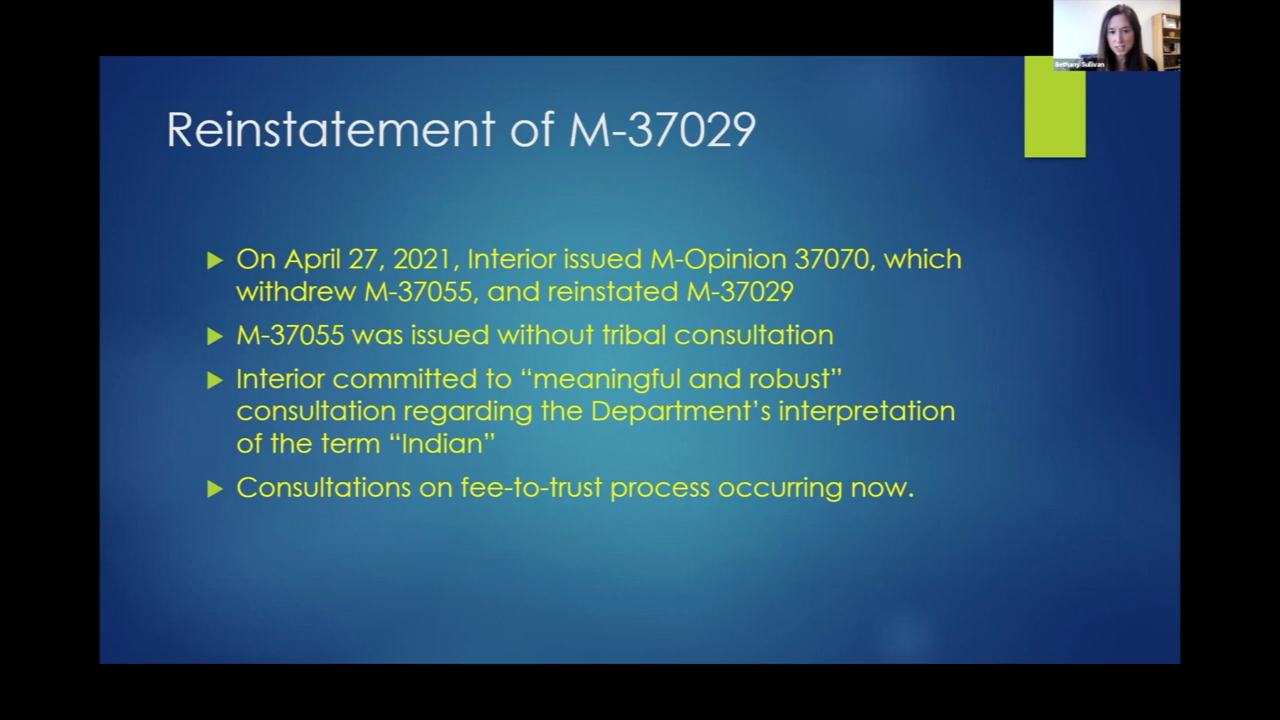 Bethany Sullivan
Reinstatement of M-37029
On April 27, 2021, Interior issued M-Opinion 37070, which
withdrew M-37055, and reinstated M-37029
M-37055 was issued without tribal consultation
Interior committed to “meaningful and robust”
consultation regarding the Department’s interpretation
of the term “Indian”
Consultations on fee-to-trust process occurring now.